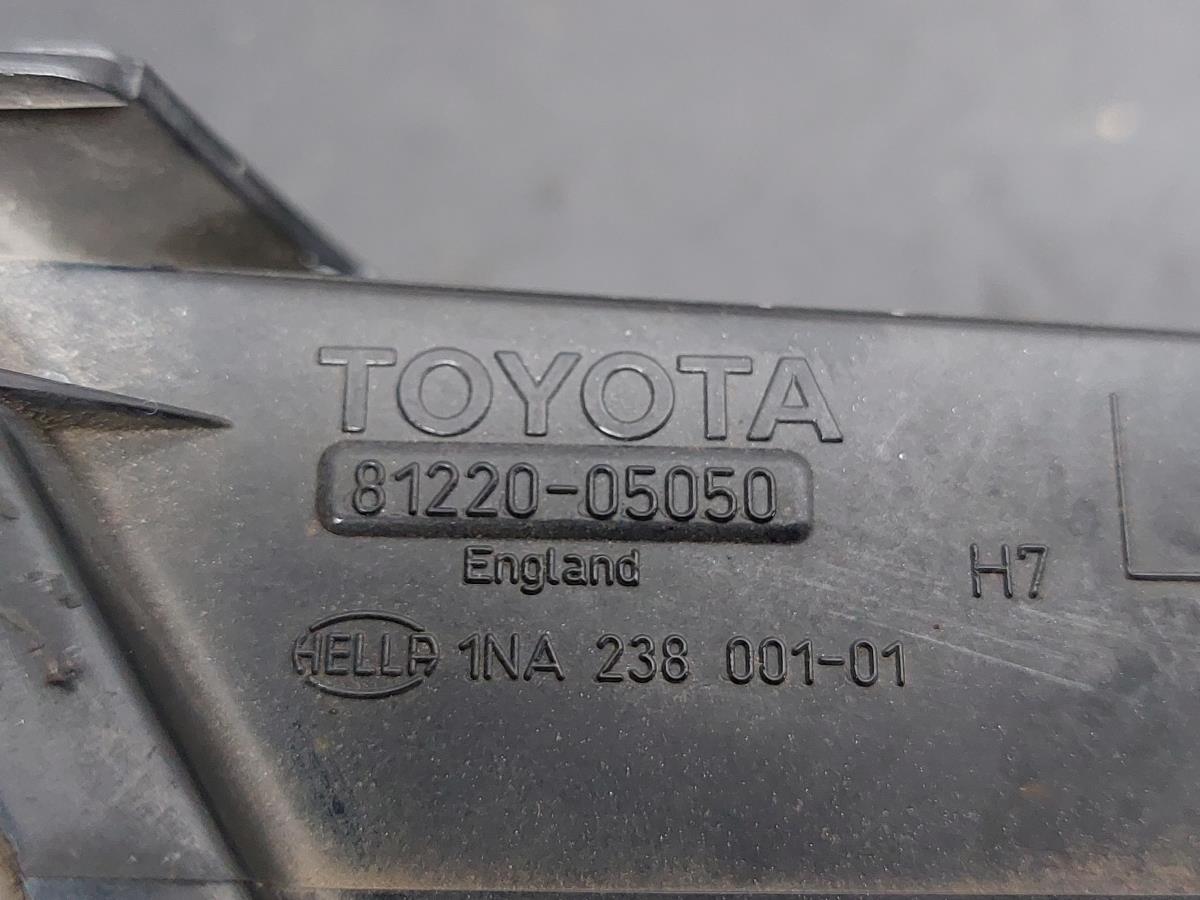 TOYOTA
81220-05050
England
H7
HELLA 1NA 238 001-01